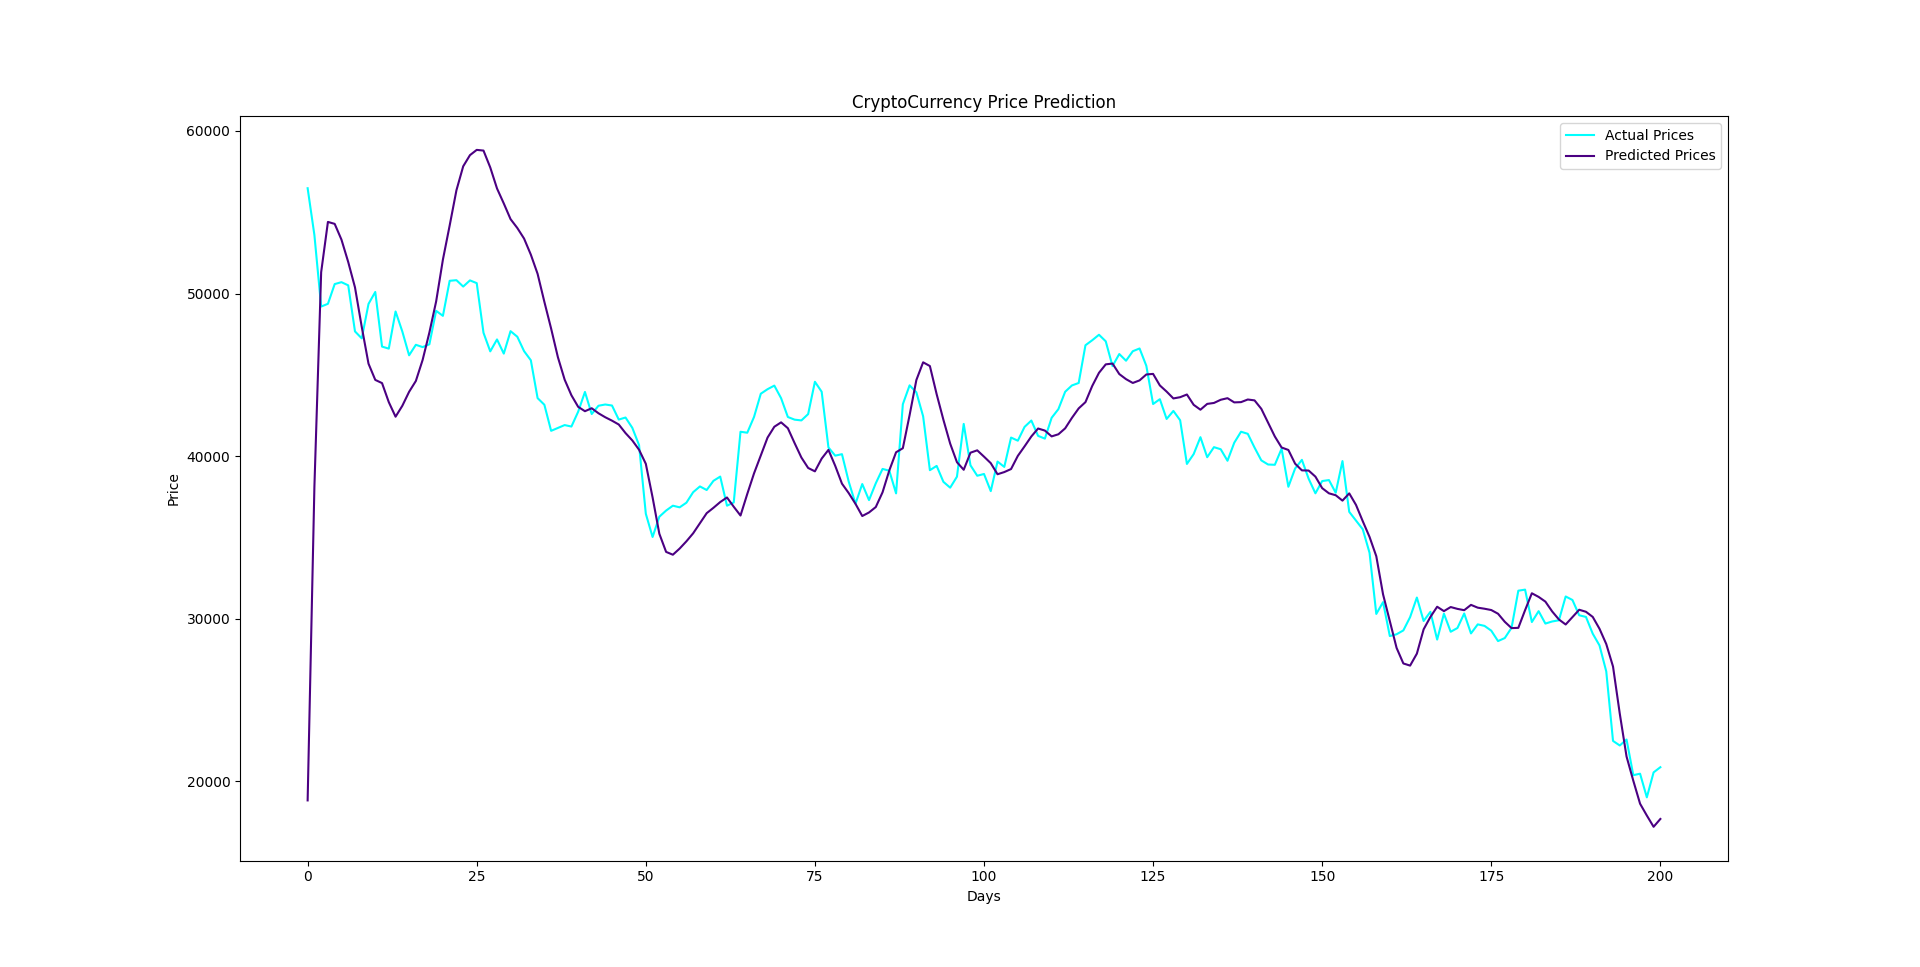 CryptoCurrency Price Prediction
Actual Prices
Predicted Prices
60000
50000
40000
30000
20000
Price
0 25 50 75 100 125 150 175 200
Days